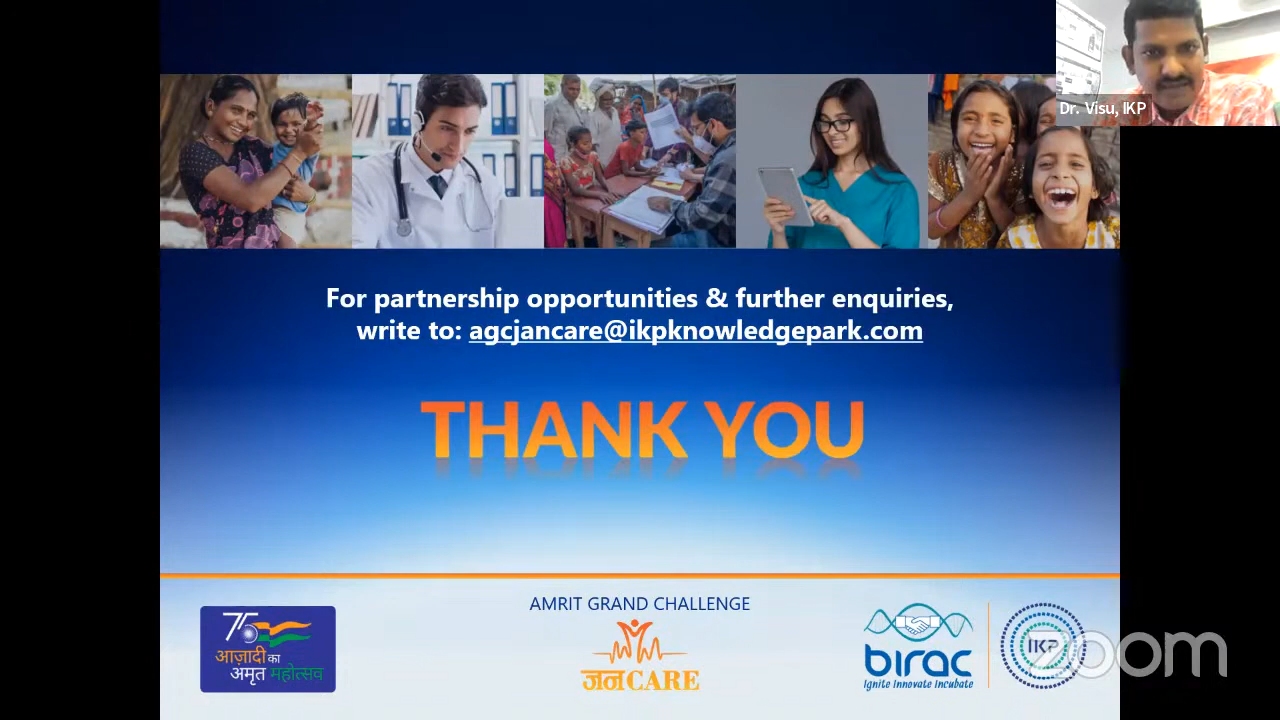 Dr. Visu, IKP
For partnership opportunities & further enquiries,
write to: agcjancare@ikpknowledgepark.com
THANK YOU
75
आज़ादी का
अमृत महोत्सव
AMRIT GRAND CHALLENGE
जनCARE
birac
Ignite Innovate Incubate
IKP
zoom